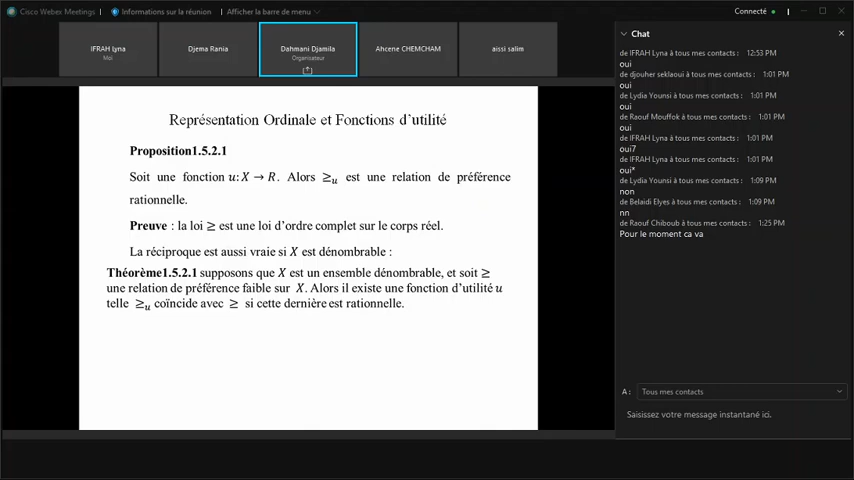 Cisco Webex Meetings
Informations sur la réunion
Afficher la barre de menu
Connecté
IFRAH Lyna
Moi
Djema Rania
Dahmani Djamila
Organisateur
Ahcene CHEMCHAM
aissi salim
Représentation Ordinale et Fonctions d’utilité
Proposition1.5.2.1
Soit une fonction u: X → R. Alors ≥u est une relation de préférence
rationnelle.
Preuve : la loi ≥ est une loi d’ordre complet sur le corps réel.
La réciproque est aussi vraie si X est dénombrable :
Théorème1.5.2.1 supposons que X est un ensemble dénombrable, et soit ≥
une relation de préférence faible sur X. Alors il existe une fonction d’utilité u
telle ≥u coïncide avec ≥ si cette dernière est rationnelle.
Chat
de IFRAH Lyna à tous mes contacts : 12:53 PM
oui
de djouher seklaoui à tous mes contacts : 1:01 PM
oui
de Lydia Younsi à tous mes contacts : 1:01 PM
oui
de Raouf Mouffok à tous mes contacts : 1:01 PM
oui
de IFRAH Lyna à tous mes contacts : 1:01 PM
oui7
de IFRAH Lyna à tous mes contacts : 1:01 PM
oui*
de Lydia Younsi à tous mes contacts : 1:09 PM
non
de Belaidi Elyes à tous mes contacts : 1:09 PM
nn
de Raouf Chiboub à tous mes contacts : 1:25 PM
Pour le moment ca va
A : Tous mes contacts
Saisissez votre message instantané ici.